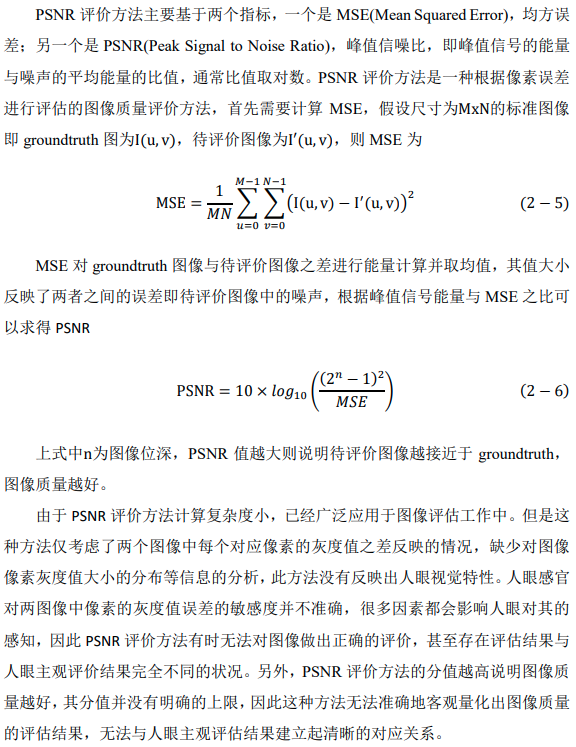 PSNR 评价方法主要基于两个指标，一个是 MSE(Mean Squared Error)，均方误
差；另一个是 PSNR(Peak Signal to Noise Ratio)，峰值信噪比，即峰值信号的能量
与噪声的平均能量的比值，通常比值取对数。PSNR 评价方法是一种根据像素误差
进行评估的图像质量评价方法，首先需要计算 MSE，假设尺寸为MxN的标准图像
即 groundtruth 图为I(u,v)，待评价图像为I′(u,v)，则 MSE 为
MSE = \frac{1}{MN} \sum_{u=0}^{M-1} \sum_{v=0}^{N-1} (I(u,v) − I′(u,v))^2 (2 − 5)
MSE 对 groundtruth 图像与待评价图像之差进行能量计算并取均值，其值大小
反映了两者之间的误差即待评价图像中的噪声，根据峰值信号能量与 MSE 之比可
以求得 PSNR
PSNR = 10 × log_{10} (\frac{(2^n − 1)^2}{MSE}) (2 − 6)
上式中n为图像位深，PSNR 值越大则说明待评价图像越接近于 groundtruth，
图像质量越好。
由于 PSNR 评价方法计算复杂度小，已经广泛应用于图像评估工作中。但是这
种方法仅考虑了两个图像中每个对应像素的灰度值之差反映的情况，缺少对图像
像素灰度值大小的分布等信息的分析，此方法没有反映出人眼视觉特性。人眼感官
对两图像中像素的灰度值误差的敏感度并不准确，很多因素都会影响人眼对其的
感知，因此 PSNR 评价方法有时无法对图像做出正确的评价，甚至存在评估结果与
人眼主观评价结果完全不同的状况。另外，PSNR 评价方法的分值越高说明图像质
量越好，其分值并没有明确的上限，因此这种方法无法准确地客观量化出图像质量
的评估结果，无法与人眼主观评估结果建立起清晰的对应关系。